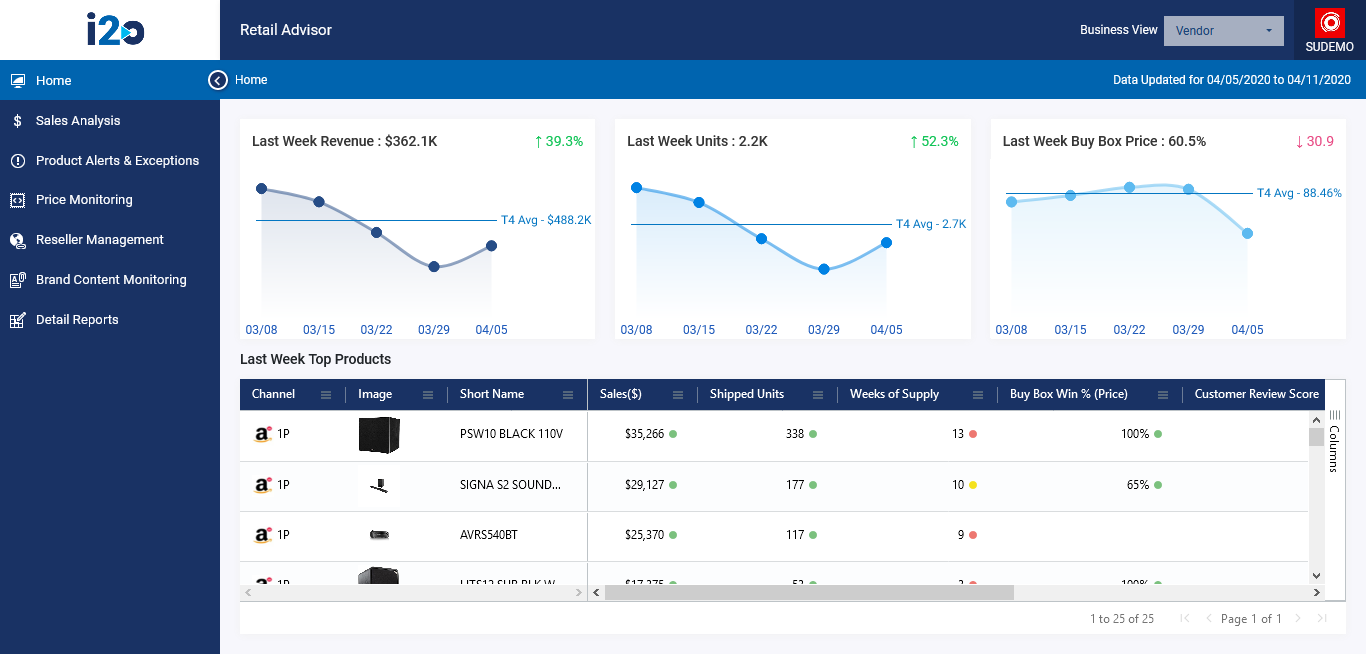 i2o
Retail Advisor
Business View
Vendor
SUDEMO
Home
Sales Analysis
Product Alerts & Exceptions
Price Monitoring
Reseller Management
Brand Content Monitoring
Detail Reports
Home
Data Updated for 04/05/2020 to 04/11/2020
Last Week Revenue : $362.1K ↑ 39.3%
T4 Avg - $488.2K
03/08 03/15 03/22 03/29 04/05
Last Week Units : 2.2K ↑ 52.3%
T4 Avg - 2.7K
03/08 03/15 03/22 03/29 04/05
Last Week Buy Box Price : 60.5% ↓ 30.9
T4 Avg - 88.46%
03/08 03/15 03/22 03/29 04/05
Last Week Top Products
Channel Image Short Name Sales($) Shipped Units Weeks of Supply Buy Box Win % (Price) Customer Review Score
a 1P PSW10 BLACK 110V $35,266 338 13 100%
a 1P SIGNA S2 SOUND... $29,127 177 10 65%
a 1P AVRS540BT $25,370 117 9
Columns
1 to 25 of 25 Page 1 of 1